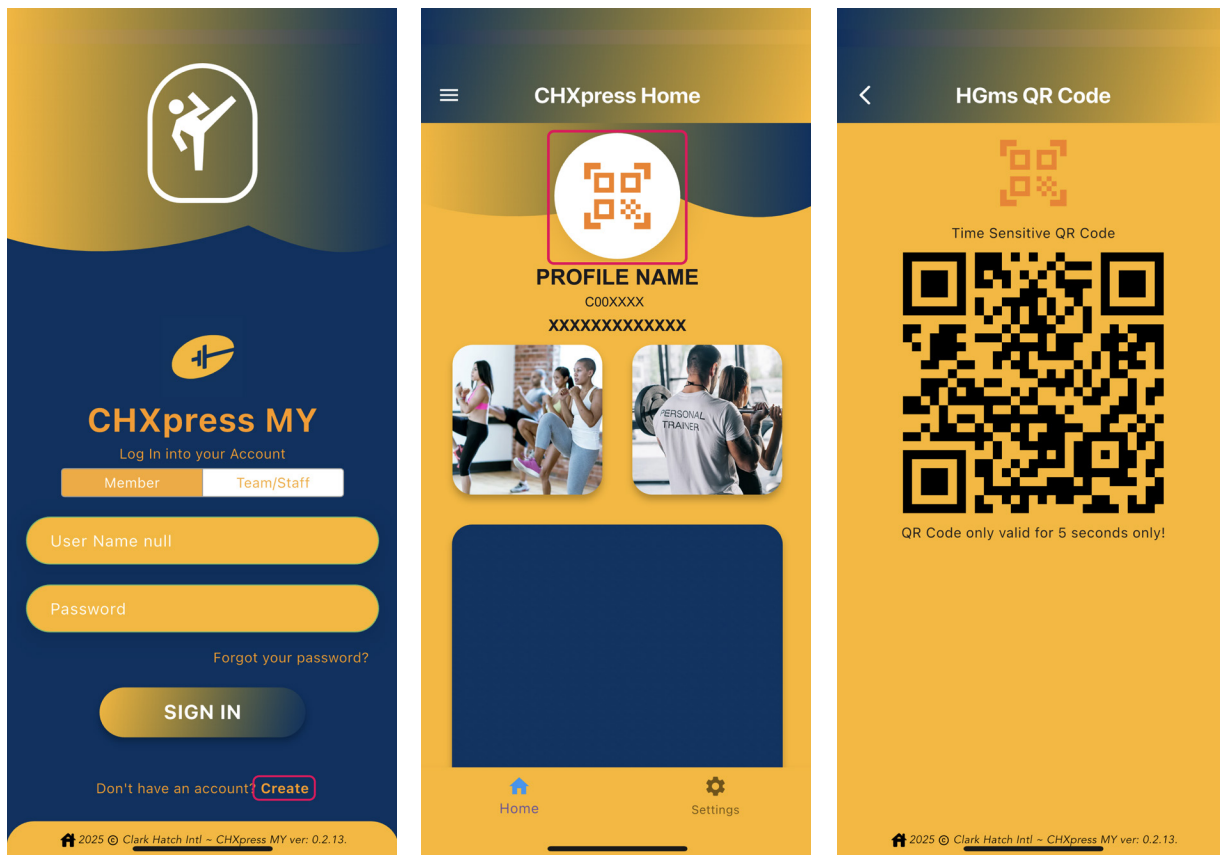 CHXpress MY
Log In into your Account
Member
Team/Staff
User Name null
Password
Forgot your password?
SIGN IN
Don't have an account? Create
2025 © Clark Hatch Intl ~ CHXpress MY ver: 0.2.13.
CHXpress Home
PROFILE NAME
C00XXXX
XXXXXXXXXXXXX
PERSONAL
TRAINER
Home
Settings
HGms QR Code
Time Sensitive QR Code
QR Code only valid for 5 seconds only!
2025 © Clark Hatch Intl ~ CHXpress MY ver: 0.2.13.